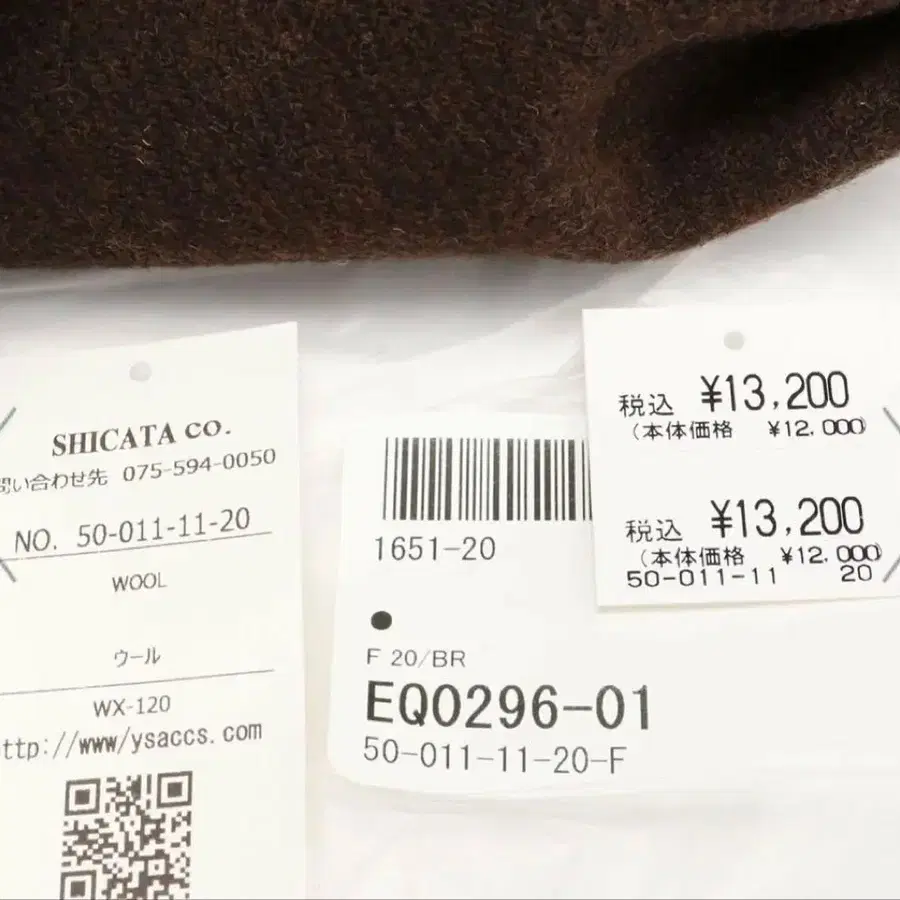 SHICATA CO.
問い合わせ先 075-594-0050
NO. 50-011-11-20
WOOL
ウール
WX-120
ttp://www/ysaccs.com
1651-20
F 20/BR
EQ0296-01
50-011-11-20-F
税込 ¥13,200
(本体価格 ¥12,000)
税込 ¥13,200
(本体価格 ¥12,000)
50-011-11 20